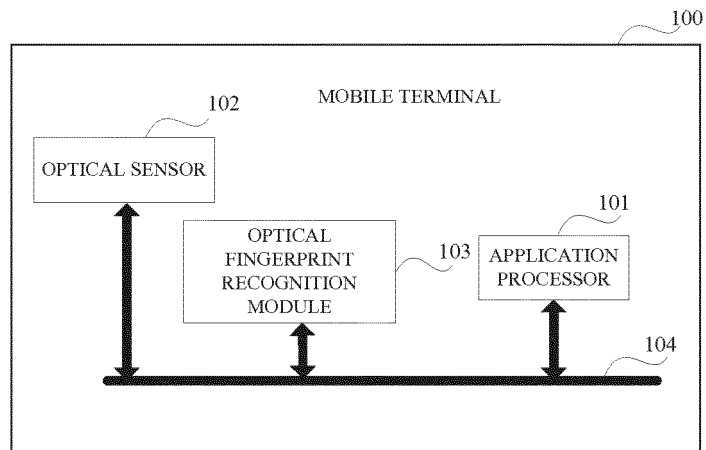 100
MOBILE TERMINAL
102
OPTICAL SENSOR
OPTICAL
FINGERPRINT
RECOGNITION
MODULE
103
101
APPLICATION
PROCESSOR
104